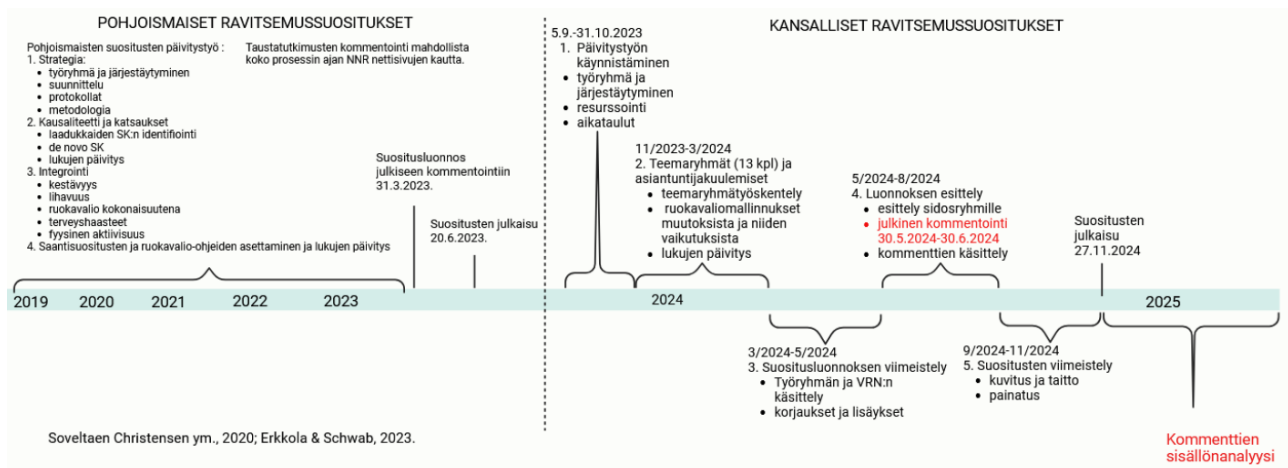 POHJOISMAISET RAVITSEMUSSUOSITUKSET
Pohjoismaisten suositusten päivitystyö :
1. Strategia:
• työryhmä ja järjestäytyminen
• suunnittelu
• protokollat
• metodologia
2. Kausaliteetti ja katsaukset
• laadukkaiden SK:n identifiointi
• de novo SK
• lukujen päivitys
3. Integrointi
• kestävyys
• lihavuus
• ruokavalio kokonaisuutena
• terveyshaasteet
• fyysinen aktiivisuus
4. Saantisuositusten ja ruokavalio-ohjeiden asettaminen ja lukujen päivitys
Taustatutkimusten kommentointi mahdollista
koko prosessin ajan NNR nettisivujen kautta.
Suositusluonnos
julkiseen kommentointiin
31.3.2023.
Suositusten julkaisu
20.6.2023.
KANSALLISET RAVITSEMUSSUOSITUKSET
5.9.-31.10.2023
1. Päivitystyön
käynnistäminen
• työryhmä ja
järjestäytyminen
• resurssointi
• aikataulut
11/2023-3/2024
2. Teemaryhmät (13 kpl) ja
asiantuntijakuulemiset
• teemaryhmätyöskentely
• ruokavaliomallinnukset
muutoksista ja niiden
vaikutuksista
• lukujen päivitys
5/2024-8/2024
4. Luonnoksen esittely
• esittely sidosryhmille
• julkinen kommentointi
30.5.2024-30.6.2024
• kommenttien käsittely
Suositusten
julkaisu
27.11.2024
2019 2020 2021 2022 2023 2024 2025
3/2024-5/2024
3. Suositusluonnoksen viimeistely
• Työryhmän ja VRN:n
käsittely
• korjaukset ja lisäykset
9/2024-11/2024
5. Suositusten viimeistely
• kuvitus ja taitto
• painatus
Soveltaen Christensen ym., 2020; Erkkola & Schwab, 2023.
Kommenttien
sisällönanalyysi